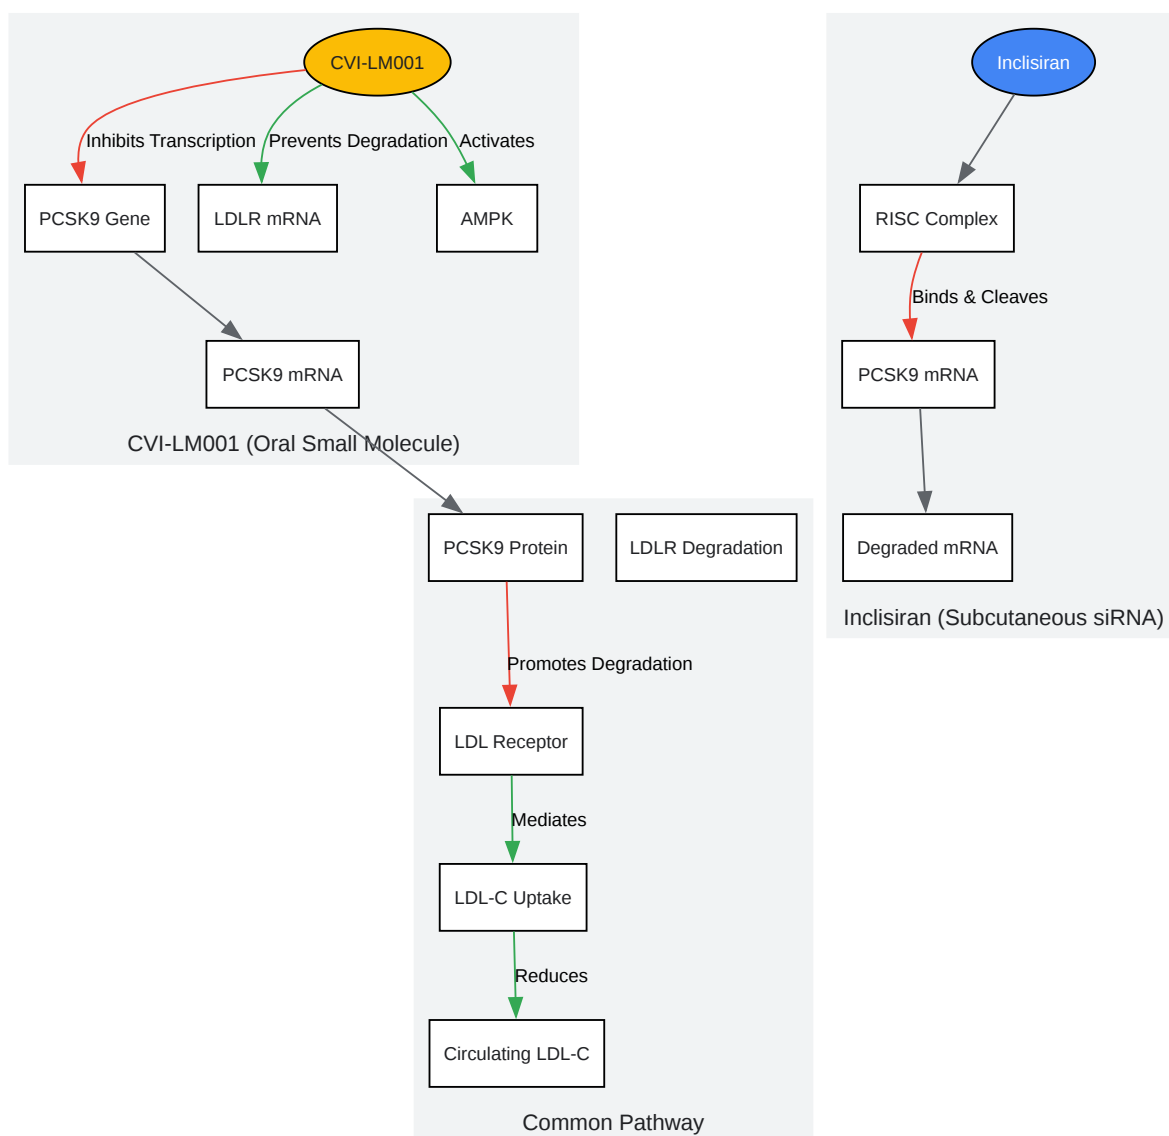 CVI-LM001
Inclisiran
Inhibits Transcription
Prevents Degradation
Activates
PCSK9 Gene
LDLR mRNA
AMPK
RISC Complex
Binds & Cleaves
PCSK9 mRNA
PCSK9 mRNA
CVI-LM001 (Oral Small Molecule)
PCSK9 Protein
LDLR Degradation
Degraded mRNA
Inclisiran (Subcutaneous siRNA)
Promotes Degradation
LDL Receptor
Mediates
LDL-C Uptake
Reduces
Circulating LDL-C
Common Pathway